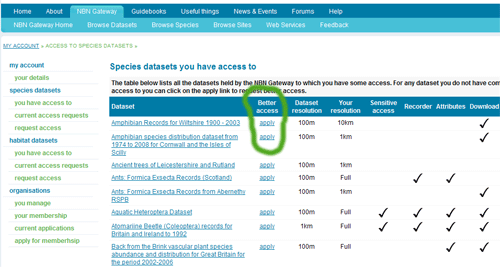 Home About NBN Gateway Guidebooks Useful things News & Events Forums Help
NBN Gateway Home Browse Datasets Browse Species Browse Sites Web Services Feedback
MY ACCOUNT » ACCESS TO SPECIES DATASETS »
my account
your details
species datasets
you have access to
current access requests
request access
habitat datasets
you have access to
current access requests
request access
organisations
you manage
your membership
current applications
apply for membership
Species datasets you have access to
The table below lists all the datasets held by the NBN Gateway to which you have some access. For any dataset you do not have com
access to you can click on the apply link to request better access.
Dataset Better access Dataset resolution Your resolution Sensitive access Recorder Attributes Download
Amphibian Records for Wiltshire 1900 - 2003 apply 100m 10km ✓
Amphibian species distribution dataset from apply 100m 1km ✓
1974 to 2008 for Cornwall and the Isles of
Scilly
Ancient trees of Leicestershire and Rutland apply 100m 1km
Ants: Formica Exsecta Records (Scotland) apply 100m Full ✓ ✓
Ants: Formica Exsecta Records from Abernethy apply 100m 1km ✓
RSPB
Aquatic Heteroptera Dataset apply 100m Full ✓ ✓ ✓ ✓
Atomariine Beetle (Coleoptera) records for apply 1km Full ✓ ✓ ✓ ✓
Britain and Ireland to 1992
Back from the Brink vascular plant species apply 100m Full ✓ ✓
abundance and distribution for Great Britain for
the period 2002-2006